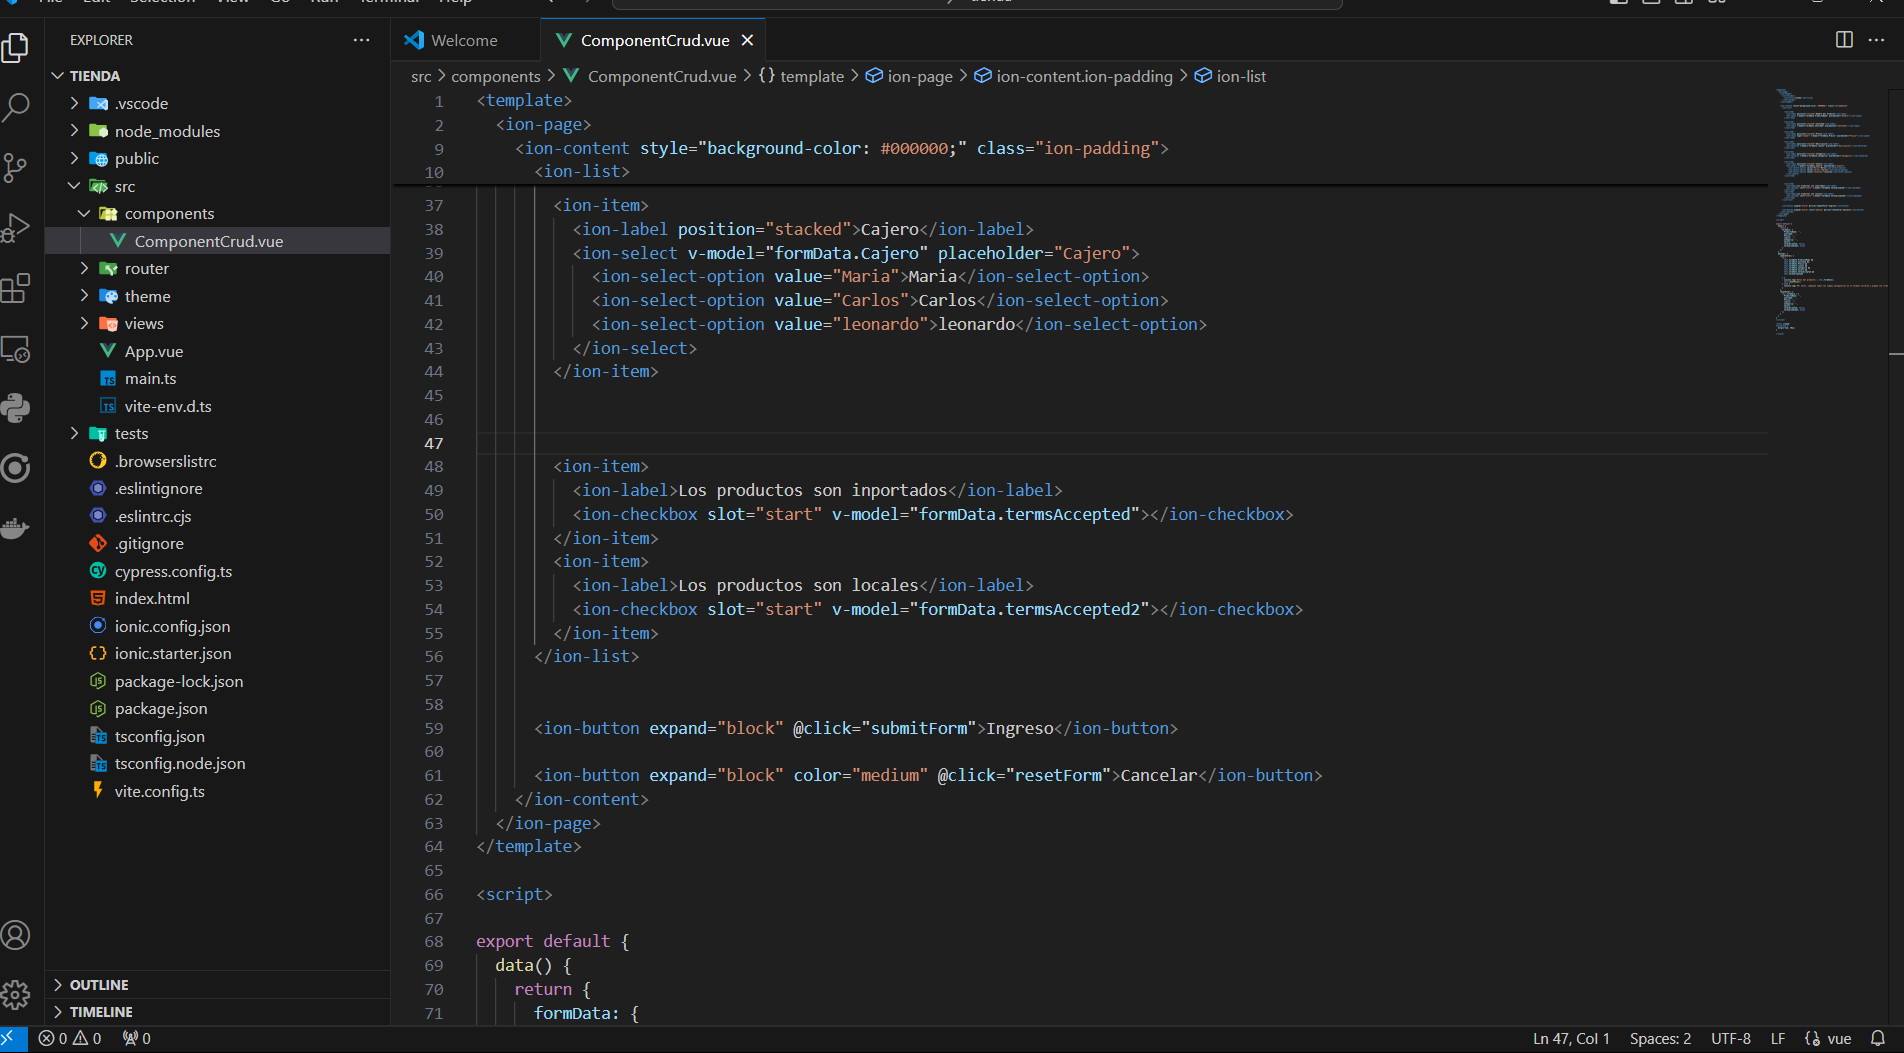 File Edit Selection View Go Run Terminal Help
tienda
EXPLORER
Welcome
ComponentCrud.vue
TIENDA
src > components > ComponentCrud.vue > {} template > ion-page > ion-content.ion-padding > ion-list
.vscode
node_modules
public
src
components
ComponentCrud.vue
router
theme
views
App.vue
main.ts
vite-env.d.ts
tests
.browserslistrc
.eslintignore
.eslintrc.cjs
.gitignore
cypress.config.ts
index.html
ionic.config.json
ionic.starter.json
package-lock.json
package.json
tsconfig.json
tsconfig.node.json
vite.config.ts
OUTLINE
TIMELINE
1 <template>
2 <ion-page>
9 <ion-content style="background-color: #000000;" class="ion-padding">
10 <ion-list>
37 <ion-item>
38 <ion-label position="stacked">Cajero</ion-label>
39 <ion-select v-model="formData.Cajero" placeholder="Cajero">
40 <ion-select-option value="Maria">Maria</ion-select-option>
41 <ion-select-option value="Carlos">Carlos</ion-select-option>
42 <ion-select-option value="leonardo">leonardo</ion-select-option>
43 </ion-select>
44 </ion-item>
45
46
47
48 <ion-item>
49 <ion-label>Los productos son inportados</ion-label>
50 <ion-checkbox slot="start" v-model="formData.termsAccepted"></ion-checkbox>
51 </ion-item>
52 <ion-item>
53 <ion-label>Los productos son locales</ion-label>
54 <ion-checkbox slot="start" v-model="formData.termsAccepted2"></ion-checkbox>
55 </ion-item>
56 </ion-list>
57
58
59 <ion-button expand="block" @click="submitForm">Ingreso</ion-button>
60
61 <ion-button expand="block" color="medium" @click="resetForm">Cancelar</ion-button>
62 </ion-content>
63 </ion-page>
64 </template>
65
66 <script>
67
68 export default {
69 data() {
70 return {
71 formData: {
0 0 0
Ln 47, Col 1 Spaces: 2 UTF-8 LF vue